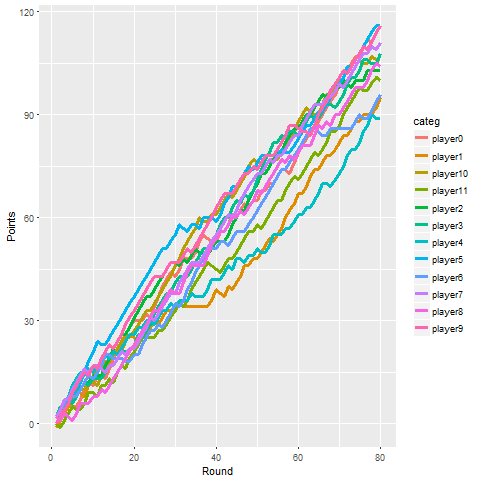 120
90
60
30
0
Points
0
20
40
60
80
Round
categ
player0
player1
player10
player11
player2
player3
player4
player5
player6
player7
player8
player9